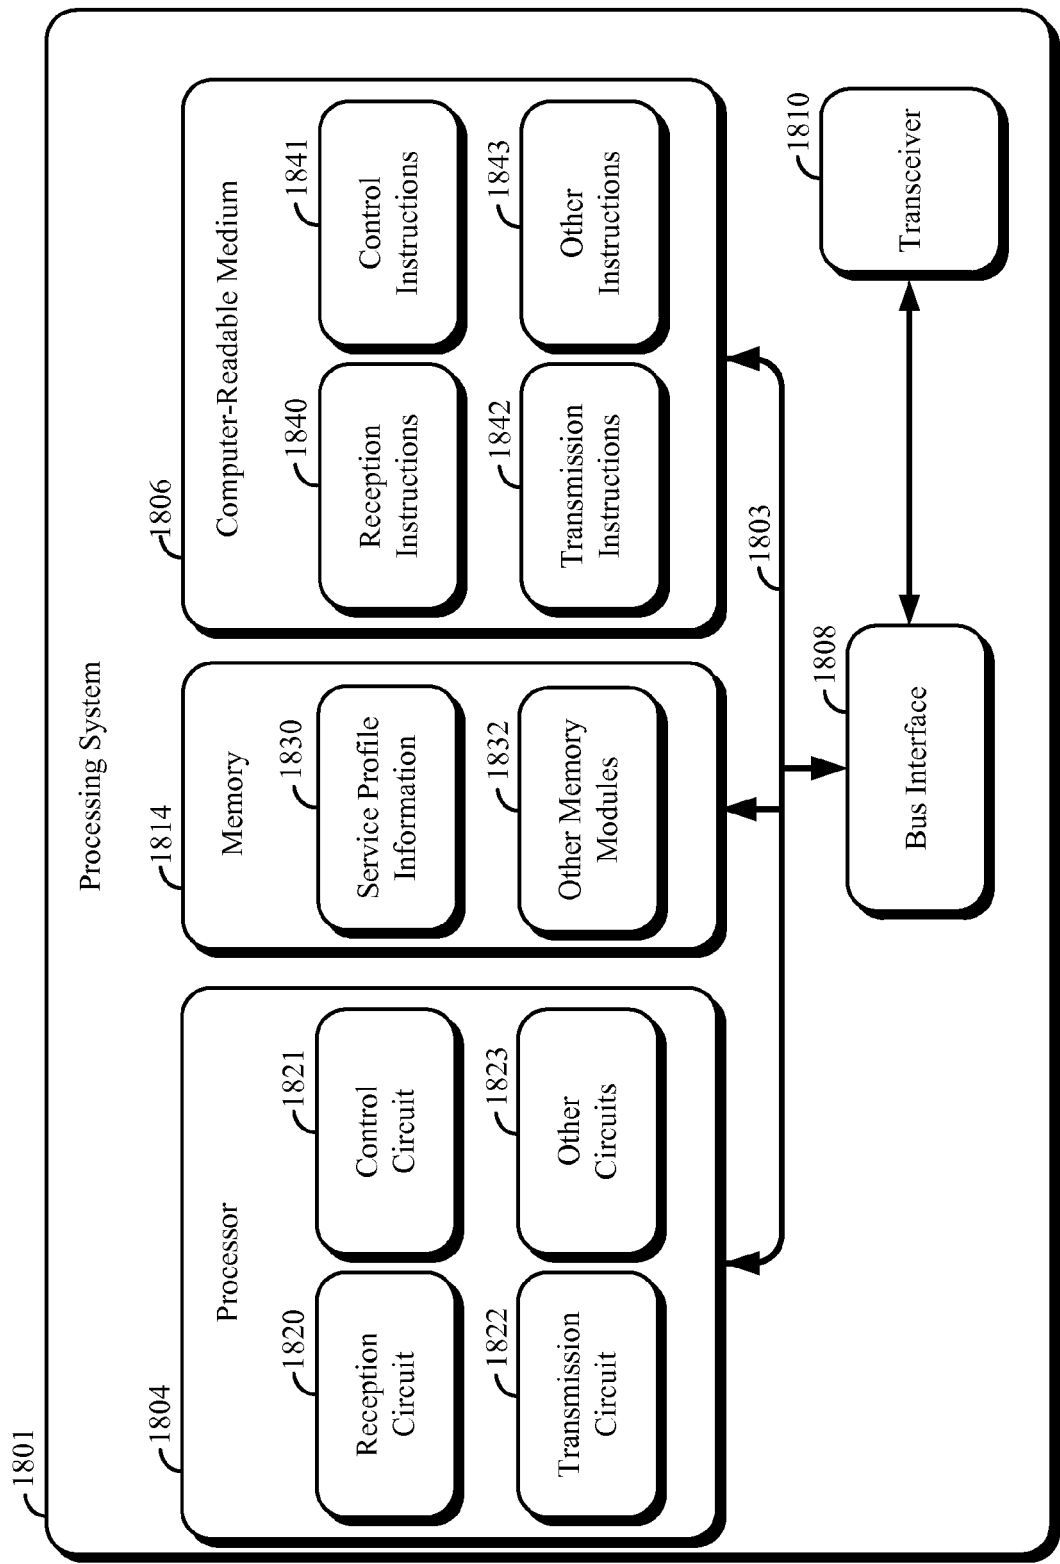 1801
Processing System
1804
Processor
1820
Reception
Circuit
1821
Control
Circuit
1822
Transmission
Circuit
1823
Other
Circuits
1814
Memory
1830
Service Profile
Information
1832
Other Memory
Modules
1806
Computer-Readable Medium
1840
Reception
Instructions
1841
Control
Instructions
1842
Transmission
Instructions
1843
Other
Instructions
1803
1808
Bus Interface
1810
Transceiver